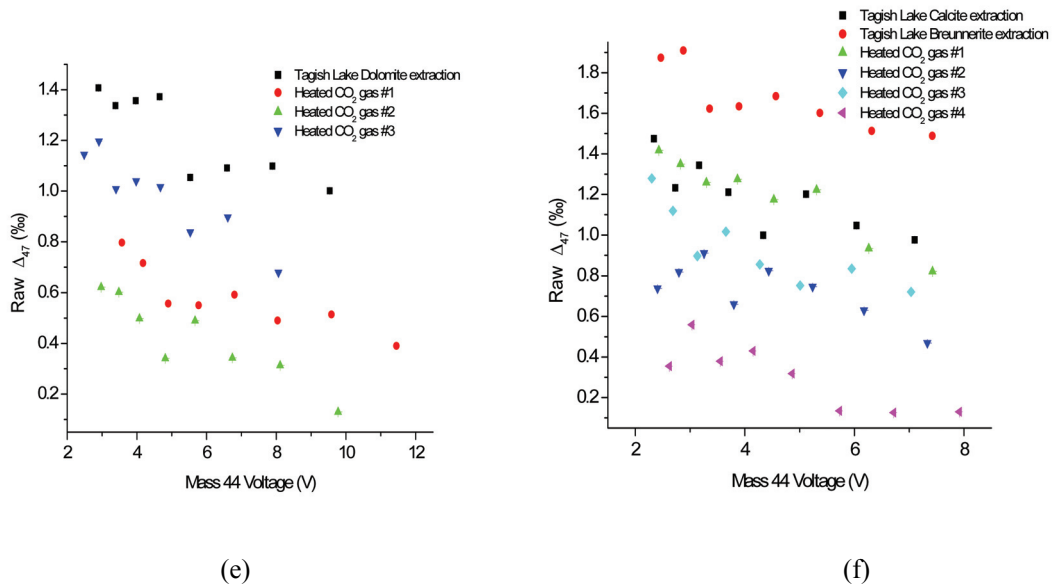 Tagish Lake Dolomite extraction
Heated CO2 gas #1
Heated CO2 gas #2
Heated CO2 gas #3
1.4
1.2
1.0
0.8
0.6
0.4
0.2
Raw Δ47 (‰)
2 4 6 8 10 12
Mass 44 Voltage (V)
(e)
Tagish Lake Calcite extraction
Tagish Lake Breunnerite extraction
Heated CO2 gas #1
Heated CO2 gas #2
Heated CO2 gas #3
Heated CO2 gas #4
1.8
1.6
1.4
1.2
1.0
0.8
0.6
0.4
0.2
Raw Δ47 (‰)
2 4 6 8
Mass 44 Voltage (V)
(f)